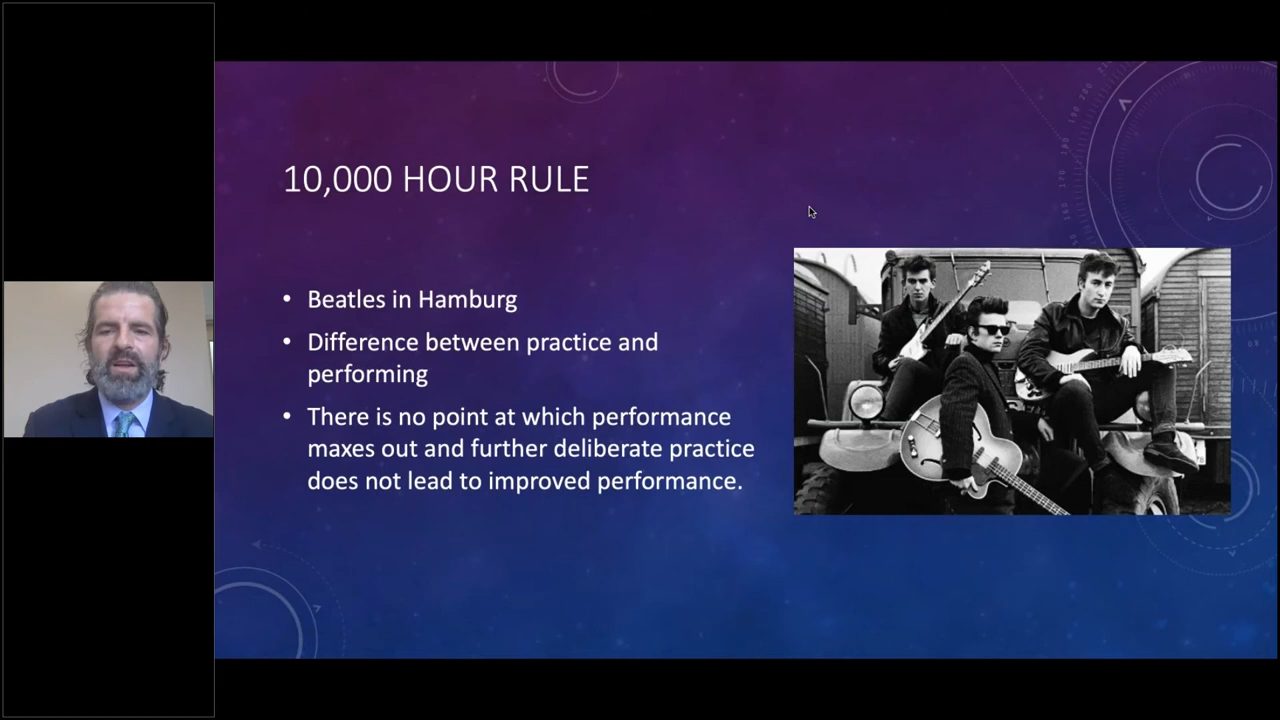 10,000 HOUR RULE
• Beatles in Hamburg
• Difference between practice and
performing
• There is no point at which performance
maxes out and further deliberate practice
does not lead to improved performance.